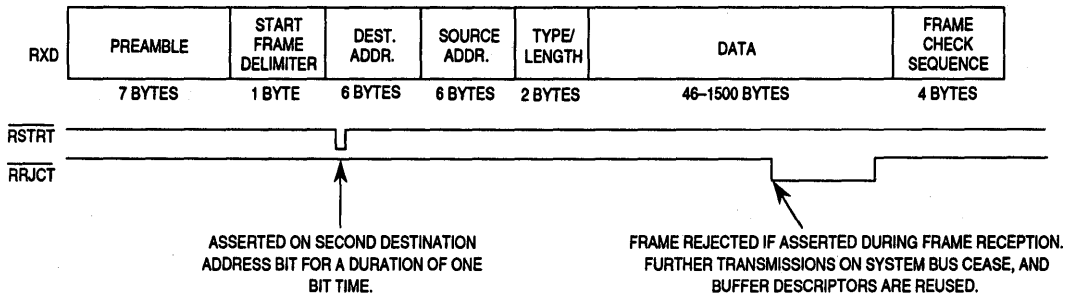 RXD
PREAMBLE
START
FRAME
DELIMITER
DEST.
ADDR.
SOURCE
ADDR.
TYPE/
LENGTH
DATA
FRAME
CHECK
SEQUENCE
7 BYTES
1 BYTE
6 BYTES
6 BYTES
2 BYTES
46–1500 BYTES
4 BYTES
RSTRT
RRJCT
ASSERTED ON SECOND DESTINATION
ADDRESS BIT FOR A DURATION OF ONE
BIT TIME.
FRAME REJECTED IF ASSERTED DURING FRAME RECEPTION.
FURTHER TRANSMISSIONS ON SYSTEM BUS CEASE, AND
BUFFER DESCRIPTORS ARE REUSED.